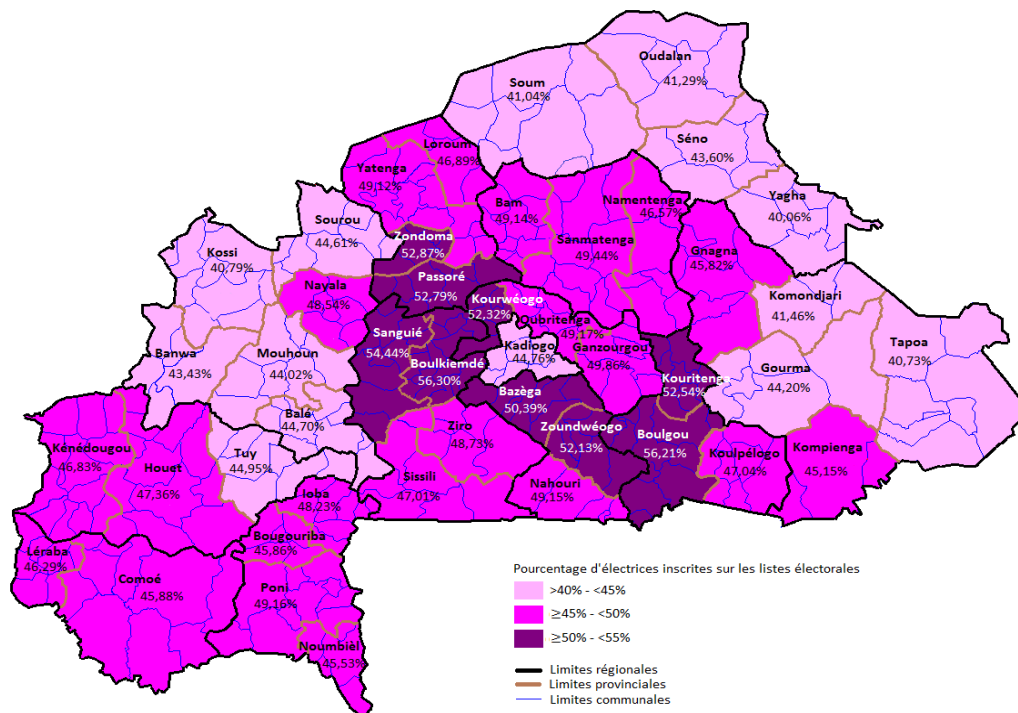 Oudalan
41,29%
Soum
41,04%
Séno
43,60%
Loroum
46,89%
Yatenga
49,12%
Yagha
40,06%
Namentenga
46,57%
Bam
49,14%
Sourou
44,61%
Zondoma
52,87%
Sanmatenga
49,44%
Gnagna
45,82%
Kossi
40,79%
Passoré
52,79%
Nayala
48,54%
Komondjari
41,46%
Kourwéogo
52,32%
Oubritenga
49,17%
Sanguié
54,44%
Kadiogo
44,76%
Ganzourgou
49,86%
Tapoa
40,73%
Banwa
43,43%
Mouhoun
44,02%
Boulkiemdé
56,30%
Gourma
44,20%
Kouritenga
52,54%
Bazèga
50,39%
Balé
44,70%
Zoundwéogo
52,13%
Boulgou
56,21%
Ziro
48,73%
Koulpélogo
47,04%
Kompienga
45,15%
Kénédougou
46,83%
Houet
47,36%
Tuy
44,95%
Sissili
47,01%
Nahouri
49,15%
Ioba
48,23%
Bougouriba
45,86%
Léraba
46,29%
Comoé
45,88%
Poni
49,16%
Noumbièl
45,53%
Pourcentage d'électrices inscrites sur les listes électorales
>40% - <45%
≥45% - <50%
≥50% - <55%
Limites régionales
Limites provinciales
Limites communales